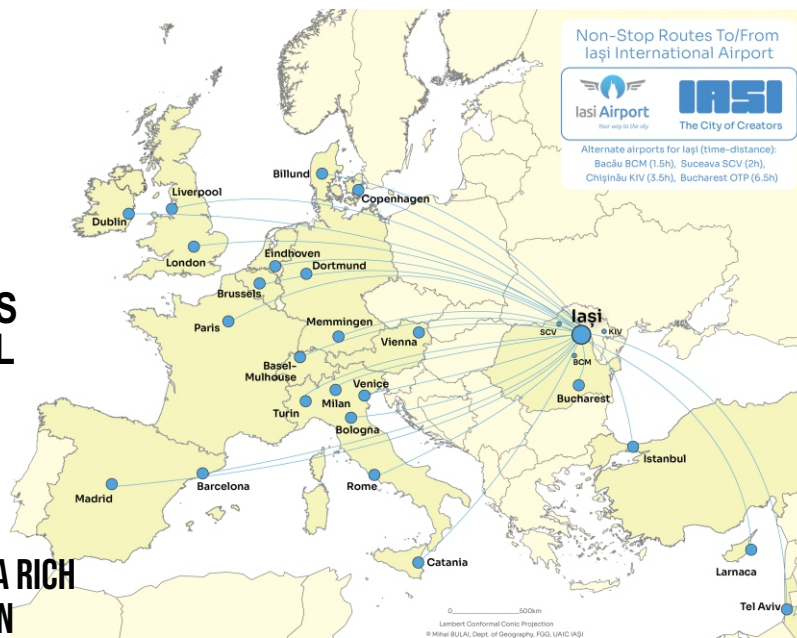 Non-Stop Routes To/From
Iași International Airport
Iasi Airport
Your way to the sky
IASI
The City of Creators
Alternate airports for Iași (time-distance):
Bacău BCM (1.5h), Suceava SCV (2h),
Chișinău KIV (3.5h), Bucharest OTP (6.5h)
Billund
Copenhagen
Liverpool
Dublin
London
Eindhoven
Dortmund
Brussels
S
L
Paris
Memmingen
Vienna
Iași
SCV
KIV
BCM
Basel-
Mulhouse
Venice
Milan
Turin
Bologna
Bucharest
Istanbul
Madrid
Barcelona
Rome
Catania
Larnaca
Tel Aviv
A RICH
N
0 500km
Lambert Conformal Conic Projection
© Mihai BULAI, Dept. of Geography, FGG, UAIC IAȘI